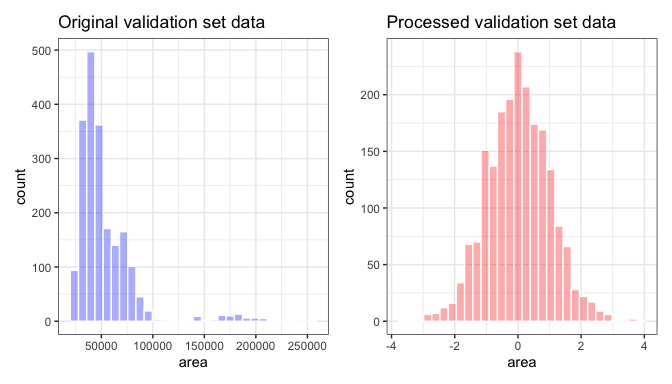 Original validation set data
count
500
400
300
200
100
0
50000 100000 150000 200000 250000
area
Processed validation set data
count
200
150
100
50
0
-4 -2 0 2 4
area